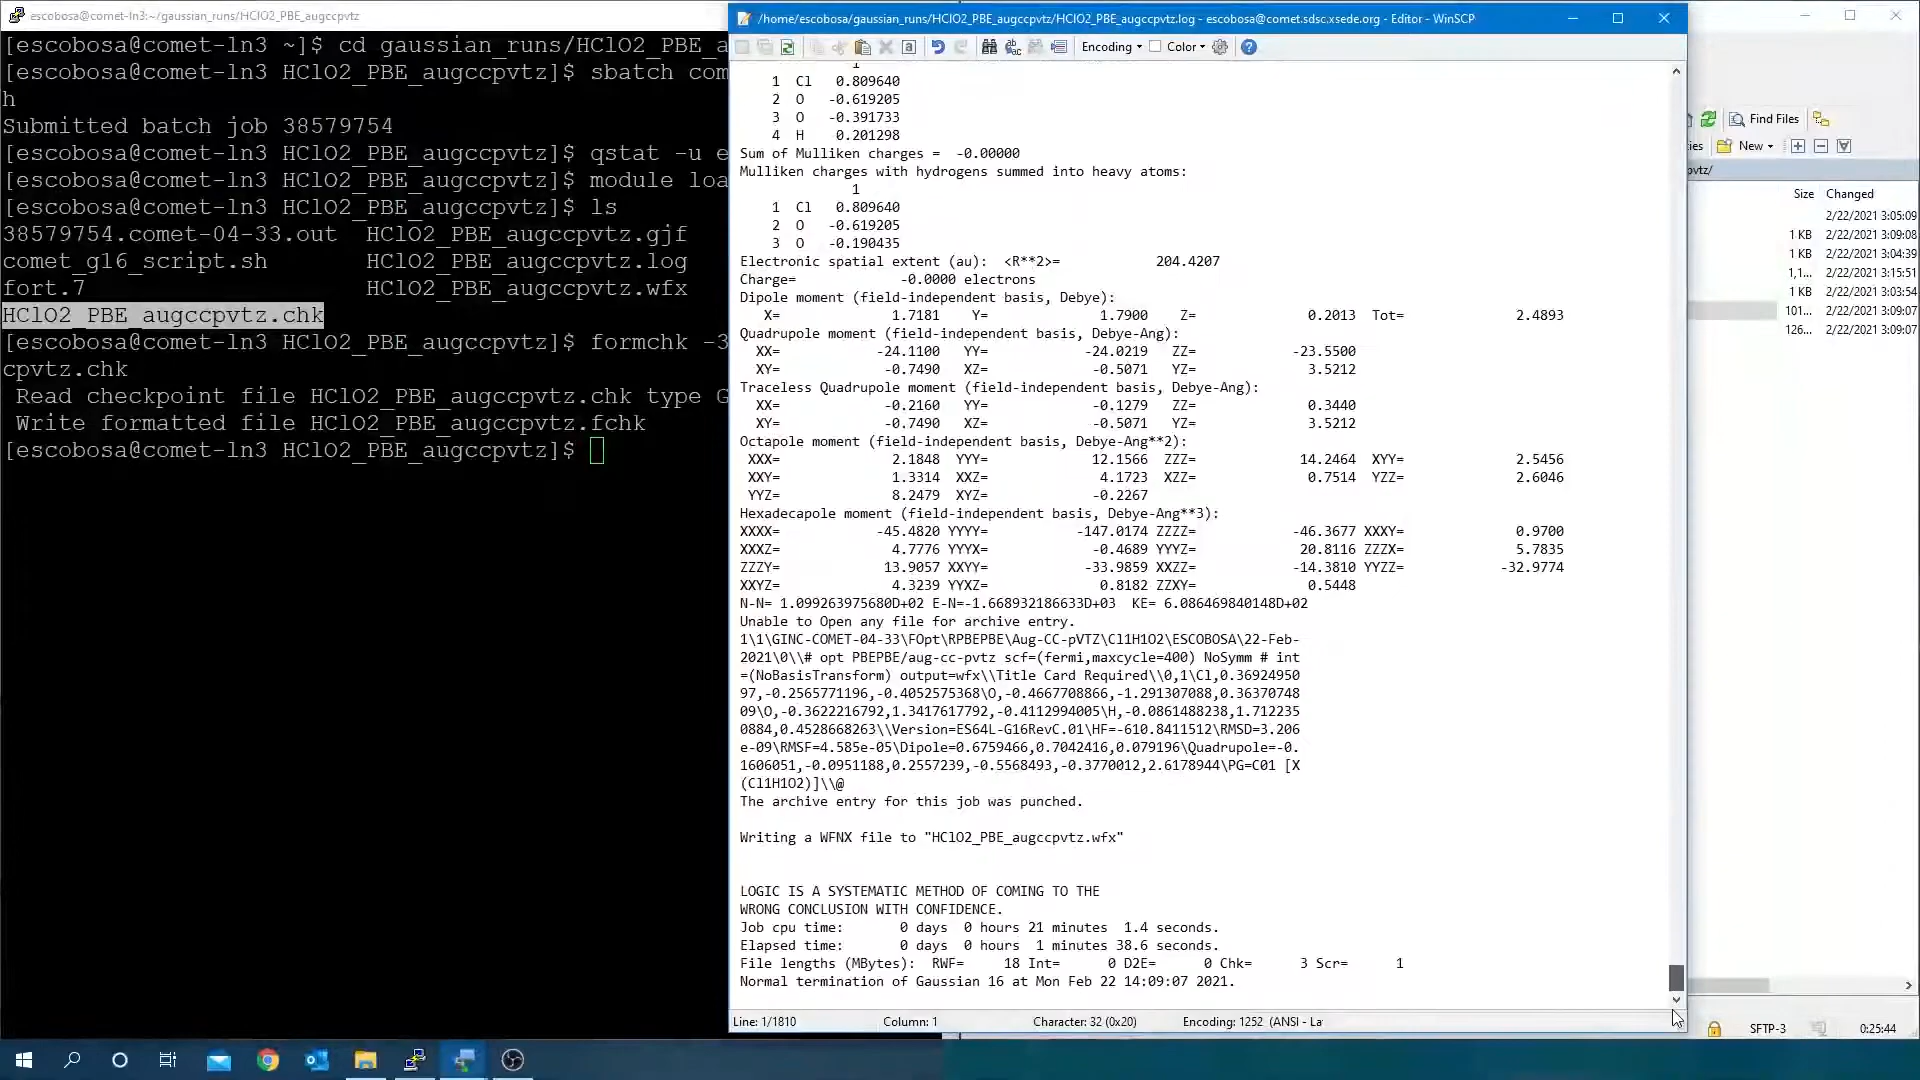 escobosa@comet-ln3:~/gaussian_runs/HClO2_PBE_augccpvtz
[escobosa@comet-ln3 ~]$ cd gaussian_runs/HClO2_PBE_a
[escobosa@comet-ln3 HClO2_PBE_augccpvtz]$ sbatch com
h
Submitted batch job 38579754
[escobosa@comet-ln3 HClO2_PBE_augccpvtz]$ qstat -u e
[escobosa@comet-ln3 HClO2_PBE_augccpvtz]$ module loa
[escobosa@comet-ln3 HClO2_PBE_augccpvtz]$ ls
38579754.comet-04-33.out  HClO2_PBE_augccpvtz.gjf
comet_g16_script.sh       HClO2_PBE_augccpvtz.log
fort.7                    HClO2_PBE_augccpvtz.wfx
HClO2_PBE_augccpvtz.chk
[escobosa@comet-ln3 HClO2_PBE_augccpvtz]$ formchk -3
cpvtz.chk
Read checkpoint file HClO2_PBE_augccpvtz.chk type G
Write formatted file HClO2_PBE_augccpvtz.fchk
[escobosa@comet-ln3 HClO2_PBE_augccpvtz]$
/home/escobosa/gaussian_runs/HClO2_PBE_augccpvtz/HClO2_PBE_augccpvtz.log - escobosa@comet.sdsc.xsede.org - Editor - WinSCP
Encoding Color
1
1 Cl 0.809640
2 O -0.619205
3 O -0.391733
4 H 0.201298
Sum of Mulliken charges = -0.00000
Mulliken charges with hydrogens summed into heavy atoms:
1
1 Cl 0.809640
2 O -0.619205
3 O -0.190435
Electronic spatial extent (au): <R**2>= 204.4207
Charge= -0.0000 electrons
Dipole moment (field-independent basis, Debye):
X= 1.7181 Y= 1.7900 Z= 0.2013 Tot= 2.4893
Quadrupole moment (field-independent basis, Debye-Ang):
XX= -24.1100 YY= -24.0219 ZZ= -23.5500
XY= -0.7490 XZ= -0.5071 YZ= 3.5212
Traceless Quadrupole moment (field-independent basis, Debye-Ang):
XX= -0.2160 YY= -0.1279 ZZ= 0.3440
XY= -0.7490 XZ= -0.5071 YZ= 3.5212
Octapole moment (field-independent basis, Debye-Ang**2):
XXX= 2.1848 YYY= 12.1566 ZZZ= 14.2464 XYY= 2.5456
XXY= 1.3314 XXZ= 4.1723 XZZ= 0.7514 YZZ= 2.6046
YYZ= 8.2479 XYZ= -0.2267
Hexadecapole moment (field-independent basis, Debye-Ang**3):
XXXX= -45.4820 YYYY= -147.0174 ZZZZ= -46.3677 XXXY= 0.9700
XXXZ= 4.7776 YYYX= -0.4689 YYYZ= 20.8116 ZZZX= 5.7835
ZZZY= 13.9057 XXYY= -33.9859 XXZZ= -14.3810 YYZZ= -32.9774
XXYZ= 4.3239 YYXZ= 0.8182 ZZXY= 0.5448
N-N= 1.099263975680D+02 E-N=-1.668932186633D+03 KE= 6.086469840148D+02
Unable to Open any file for archive entry.
1\1\GINC-COMET-04-33\FOpt\RPBEPBE\Aug-CC-pVTZ\Cl1H1O2\ESCOBOSA\22-Feb-
2021\0\\# opt PBEPBE/aug-cc-pvtz scf=(fermi,maxcycle=400) NoSymm # int
=(NoBasisTransform) output=wfx\\Title Card Required\\0,1\Cl,0.36924950
97,-0.2565771196,-0.4052575368\O,-0.4667708866,-1.291307088,0.36370748
09\O,-0.3622216792,1.3417617792,-0.4112994005\H,-0.0861488238,1.712235
0884,0.4528668263\\Version=ES64L-G16RevC.01\HF=-610.8411512\RMSD=3.206
e-09\RMSF=4.585e-05\Dipole=0.6759466,0.7042416,0.079196\Quadrupole=-0.
1606051,-0.0951188,0.2557239,-0.5568493,-0.3770012,2.6178944\PG=C01 [X
(Cl1H1O2)]\\@
The archive entry for this job was punched.
Writing a WFNX file to "HClO2_PBE_augccpvtz.wfx"
LOGIC IS A SYSTEMATIC METHOD OF COMING TO THE
WRONG CONCLUSION WITH CONFIDENCE.
Job cpu time: 0 days 0 hours 21 minutes 1.4 seconds.
Elapsed time: 0 days 0 hours 1 minutes 38.6 seconds.
File lengths (MBytes): RWF= 18 Int= 0 D2E= 0 Chk= 3 Scr= 1
Normal termination of Gaussian 16 at Mon Feb 22 14:09:07 2021.
Line: 1/1810 Column: 1 Character: 32 (0x20) Encoding: 1252 (ANSI - La
Find Files
ies New
pvtz/
Size Changed
2/22/2021 3:05:09
1 KB 2/22/2021 3:09:08
1 KB 2/22/2021 3:04:39
1,1... 2/22/2021 3:15:51
1 KB 2/22/2021 3:03:54
101... 2/22/2021 3:09:07
126... 2/22/2021 3:09:07
SFTP-3 0:25:44